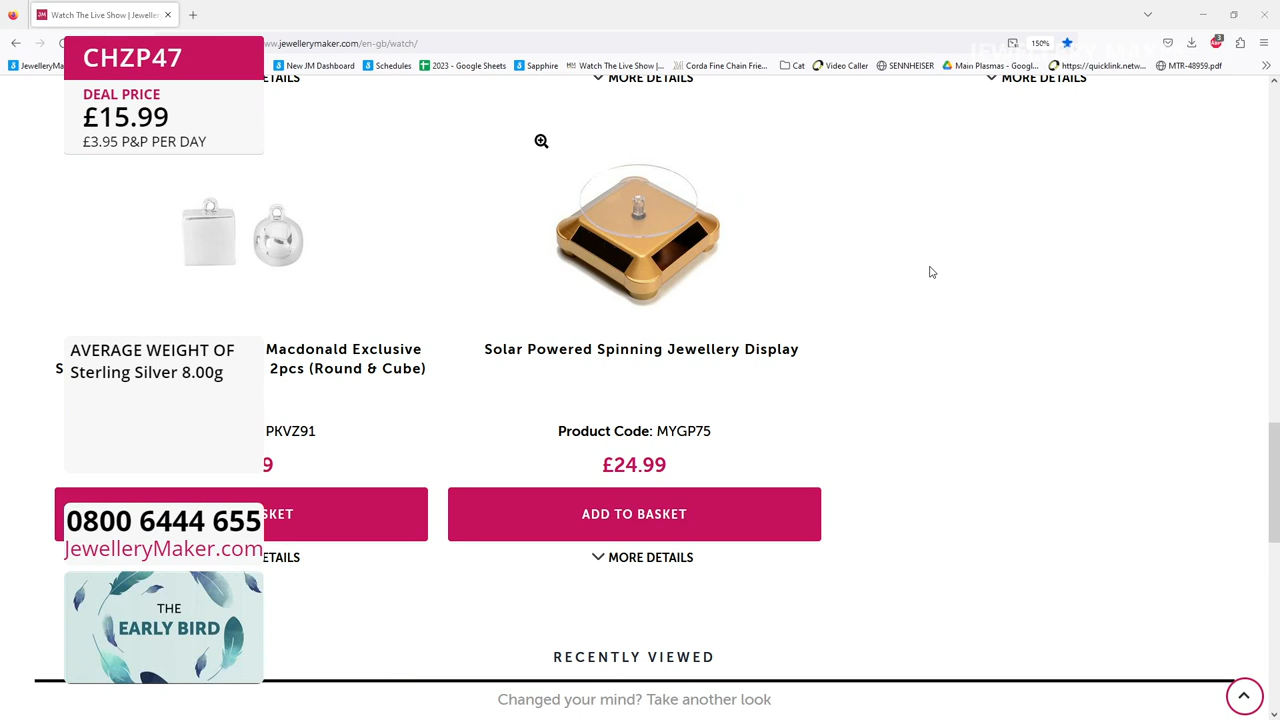 Watch The Live Show | Jeweller
w.jewellerymaker.com/en-gb/watch/
150%
3
JewelleryM
New JM Dashboard
Schedules
2023 - Google Sheets
Sapphire
Watch The Live Show |...
Corda Fine Chain Frin...
Cat
Video Caller
SENNHEISER
Main Plasmas - Googl...
https://quicklink.netw...
MTR-48959.pdf
CHZP47
DEAL PRICE
£15.99
£3.95 P&P PER DAY
ETAILS
MORE DETAILS
MORE DETAILS
AVERAGE WEIGHT OF
Sterling Silver 8.00g
S
Macdonald Exclusive
2pcs (Round & Cube)
PKVZ91
9
SKET
ETAILS
Solar Powered Spinning Jewellery Display
Product Code: MYGP75
£24.99
ADD TO BASKET
MORE DETAILS
0800 6444 655
JewelleryMaker.com
THE
EARLY BIRD
RECENTLY VIEWED
Changed your mind? Take another look